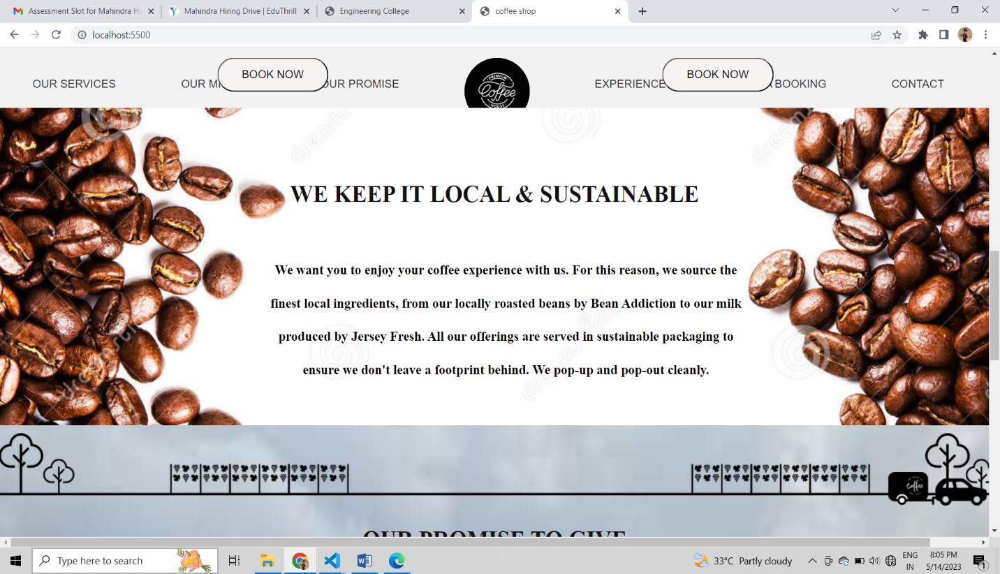 Assessment Slot for Mahindra Hi
Mahindra Hiring Drive | EduThrill
Engineering College
coffee shop
localhost:5500
BOOK NOW
BOOK NOW
OUR SERVICES
OUR MI
OUR PROMISE
PREMIUM
Coffee
HOUSE
EXPERIENCE
BOOKING
CONTACT
WE KEEP IT LOCAL & SUSTAINABLE
We want you to enjoy your coffee experience with us. For this reason, we source the
finest local ingredients, from our locally roasted beans by Bean Addiction to our milk
produced by Jersey Fresh. All our offerings are served in sustainable packaging to
ensure we don't leave a footprint behind. We pop-up and pop-out cleanly.
coffee
OUR PROMISE TO GIVE
Type here to search
33°C Partly cloudy
ENG
IN
8:05 PM
5/14/2023
1